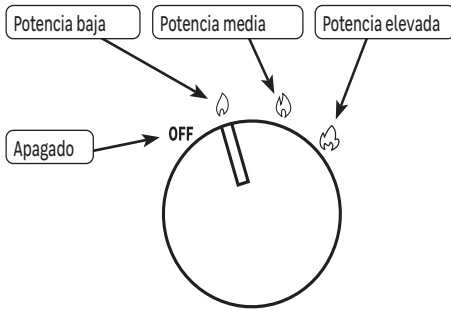 Potencia baja
Potencia media
Potencia elevada
OFF
Apagado